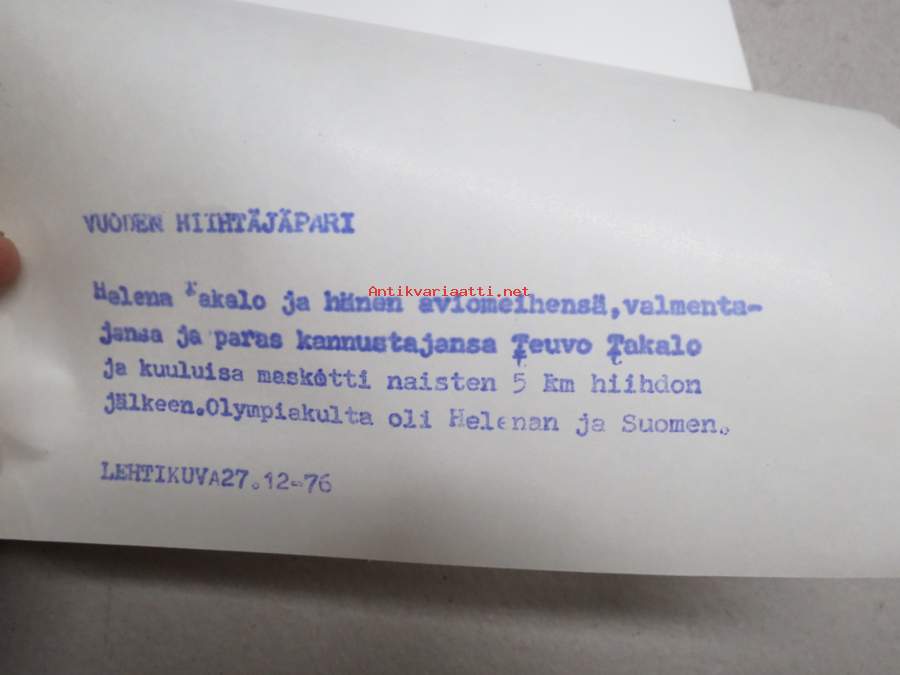 VUODEN HIIHTÄJÄPARI
Antikvariaatti.net
Helena Takalo ja hänen aviomeihensä,valmenta-
jansa ja paras kannustajansa Teuvo Takalo
ja kuuluisa maskotti naisten 5 km hiihdon
jälkeen.Olympiakulta oli Helenan ja Suomen.
LEHTIKUVA27.12-76